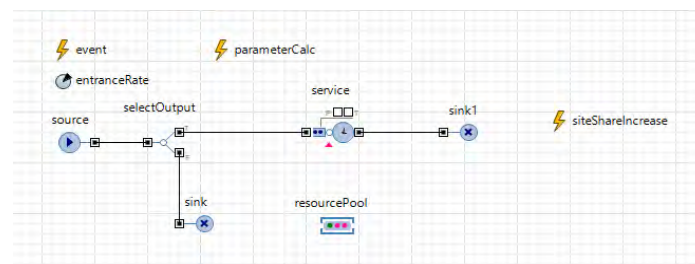 event
parameterCalc
entranceRate
service
selectOutput
sink1
source
siteShareIncrease
sink
resourcePool